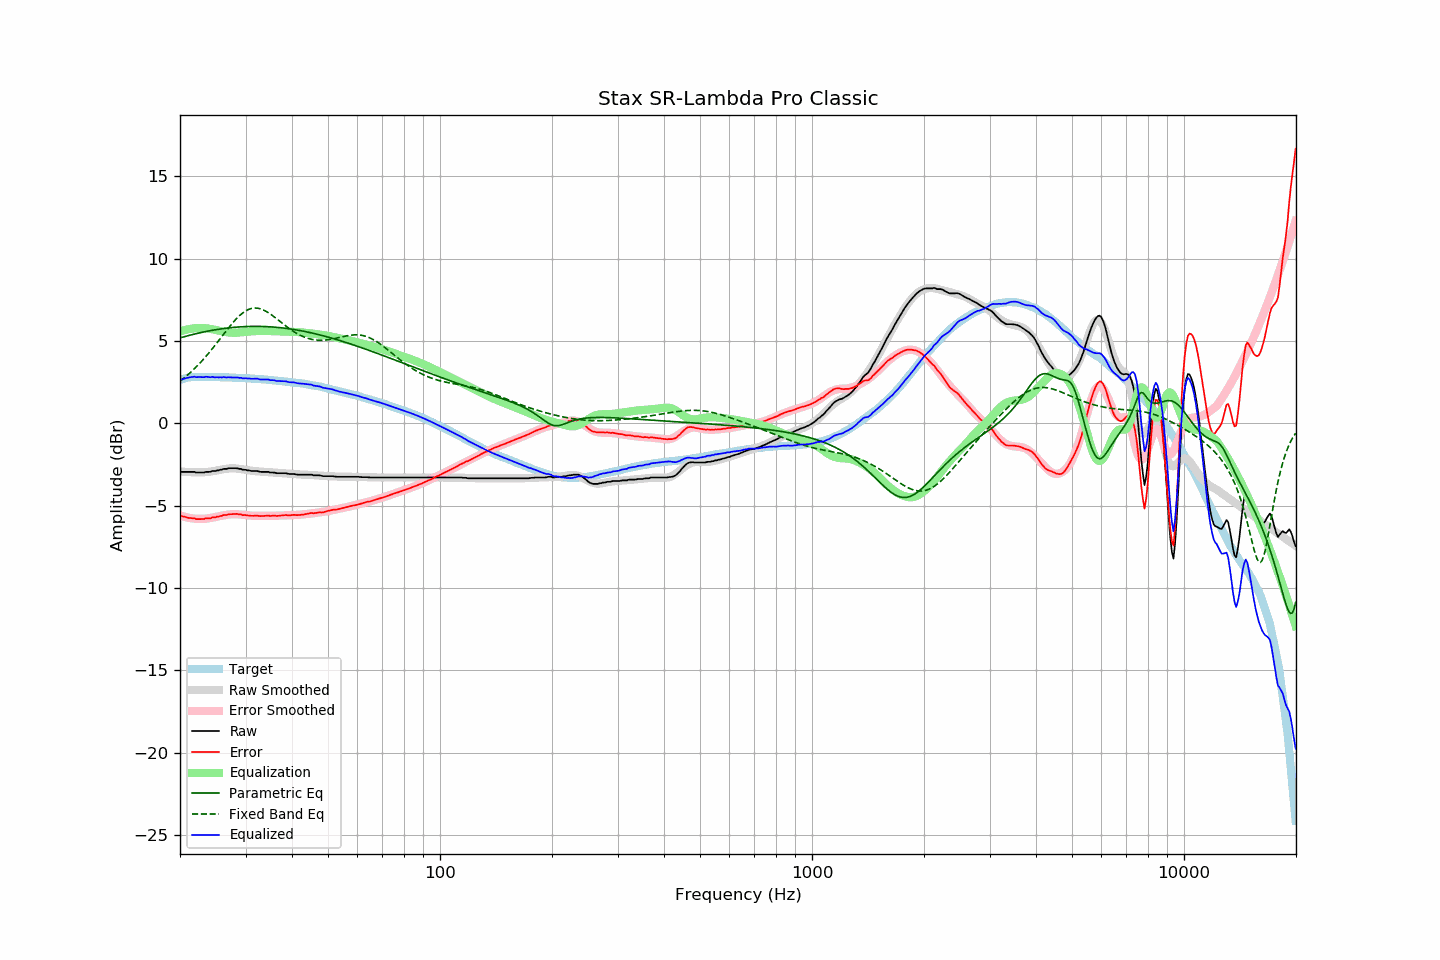 Stax SR-Lambda Pro Classic
Amplitude (dBr)
15
10
5
0
−5
−10
−15
−20
−25
Target
Raw Smoothed
Error Smoothed
Raw
Error
Equalization
Parametric Eq
Fixed Band Eq
Equalized
100
1000
10000
Frequency (Hz)